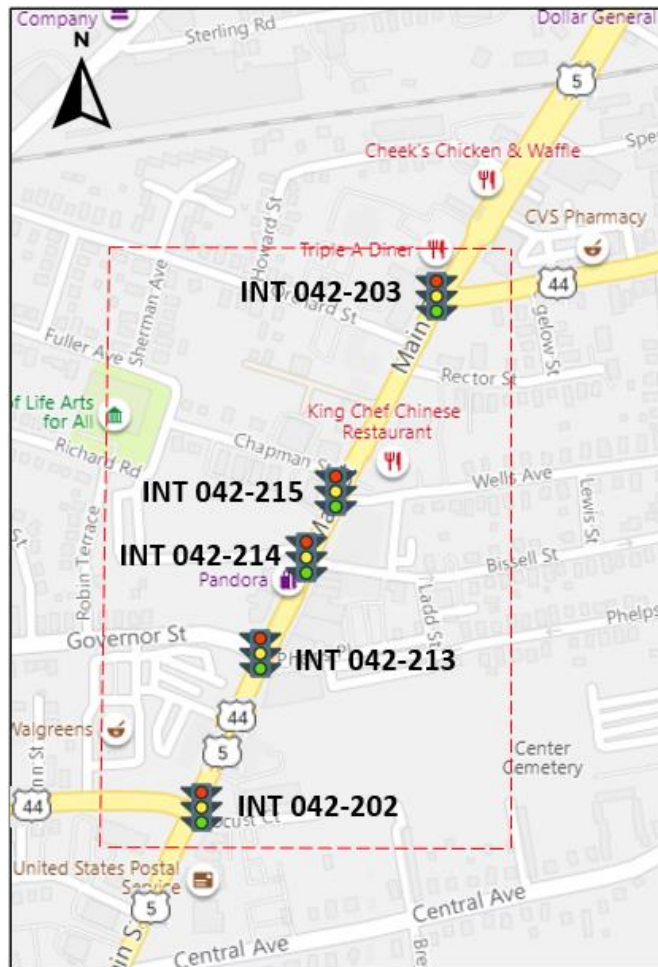 Company
Sterling Rd
Dollar General
N
5
Cheek's Chicken & Waffle
CVS Pharmacy
Howard St
Triple A Diner
44
INT 042-203
Sherman Ave
Main
Fuller Ave
Rector St
of Life Arts
for All
King Chef Chinese
Restaurant
Richard Rd
Chapman St
Wells Ave
INT 042-215
Lewis St
INT 042-214
Bissell St
Pandora
Robin Terrace
Ladd St
Governor St
Phelps
INT 042-213
44
Walgreens
5
Center
Cemetery
44
INT 042-202
United States Postal
Service
5
Central Ave
Central Ave